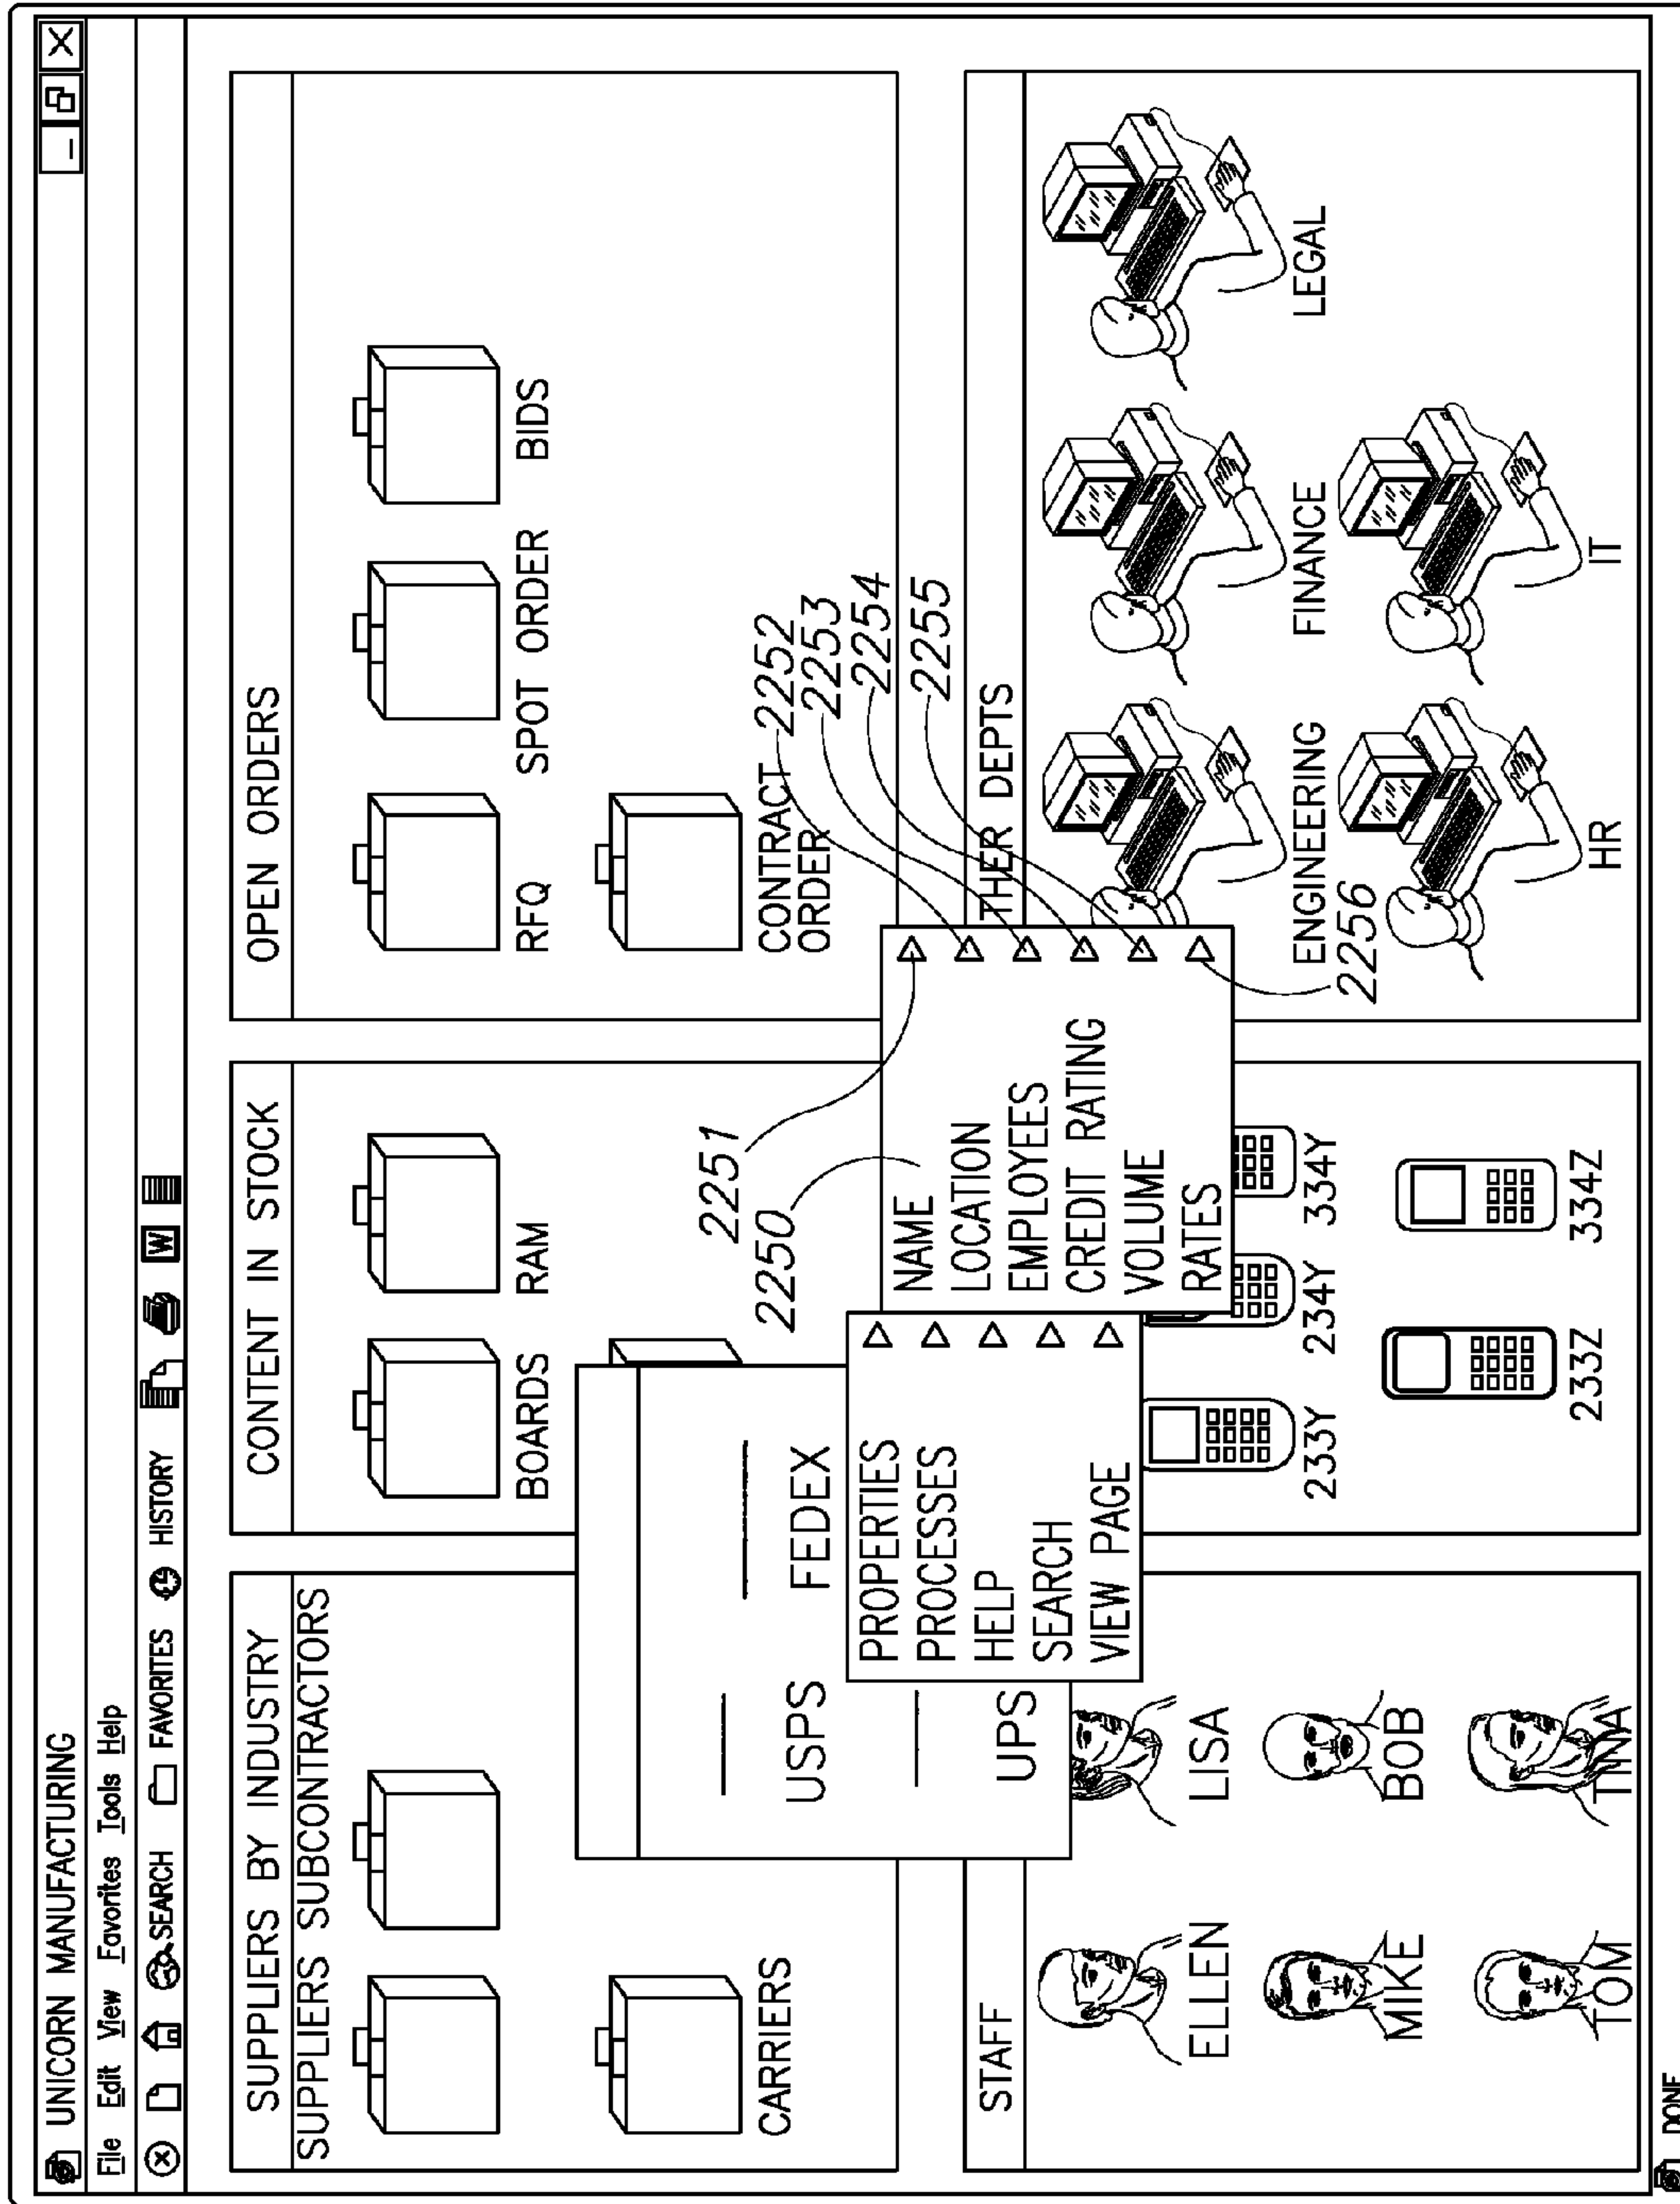 UNICORN MANUFACTURING
File Edit View Favorites Tools Help
SEARCH FAVORITES HISTORY W
SUPPLIERS BY INDUSTRY
SUPPLIERS SUBCONTRACTORS
CARRIERS
CONTENT IN STOCK
BOARDS RAM
OPEN ORDERS
RFQ SPOT ORDER BIDS
CONTRACT
ORDER
USPS FEDEX
UPS
PROPERTIES
PROCESSES
HELP
SEARCH
VIEW PAGE
2251
2250
NAME
LOCATION
EMPLOYEES
CREDIT RATING
VOLUME
RATES
2252
2253
2254
2255
2256
STAFF
ELLEN LISA
MIKE BOB
TOM TINA
233Y 234Y 334Y
233Z 334Z
THER DEPTS
ENGINEERING FINANCE LEGAL
HR IT
DONE